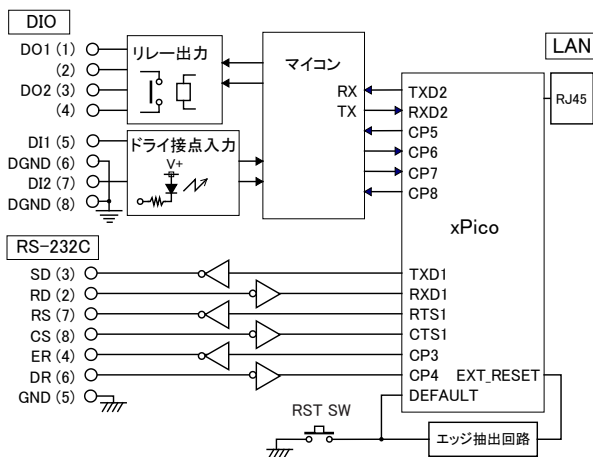 DIO
DO1 (1)
(2)
DO2 (3)
(4)
リレー出力
DI1 (5)
DGND (6)
DI2 (7)
DGND (8)
ドライ接点入力
V+
マイコン
RX
TX
TXD2
RXD2
CP5
CP6
CP7
CP8
xPico
LAN
RJ45
RS-232C
SD (3)
RD (2)
RS (7)
CS (8)
ER (4)
DR (6)
GND (5)
TXD1
RXD1
RTS1
CTS1
CP3
CP4
EXT_RESET
DEFAULT
RST SW
エッジ抽出回路